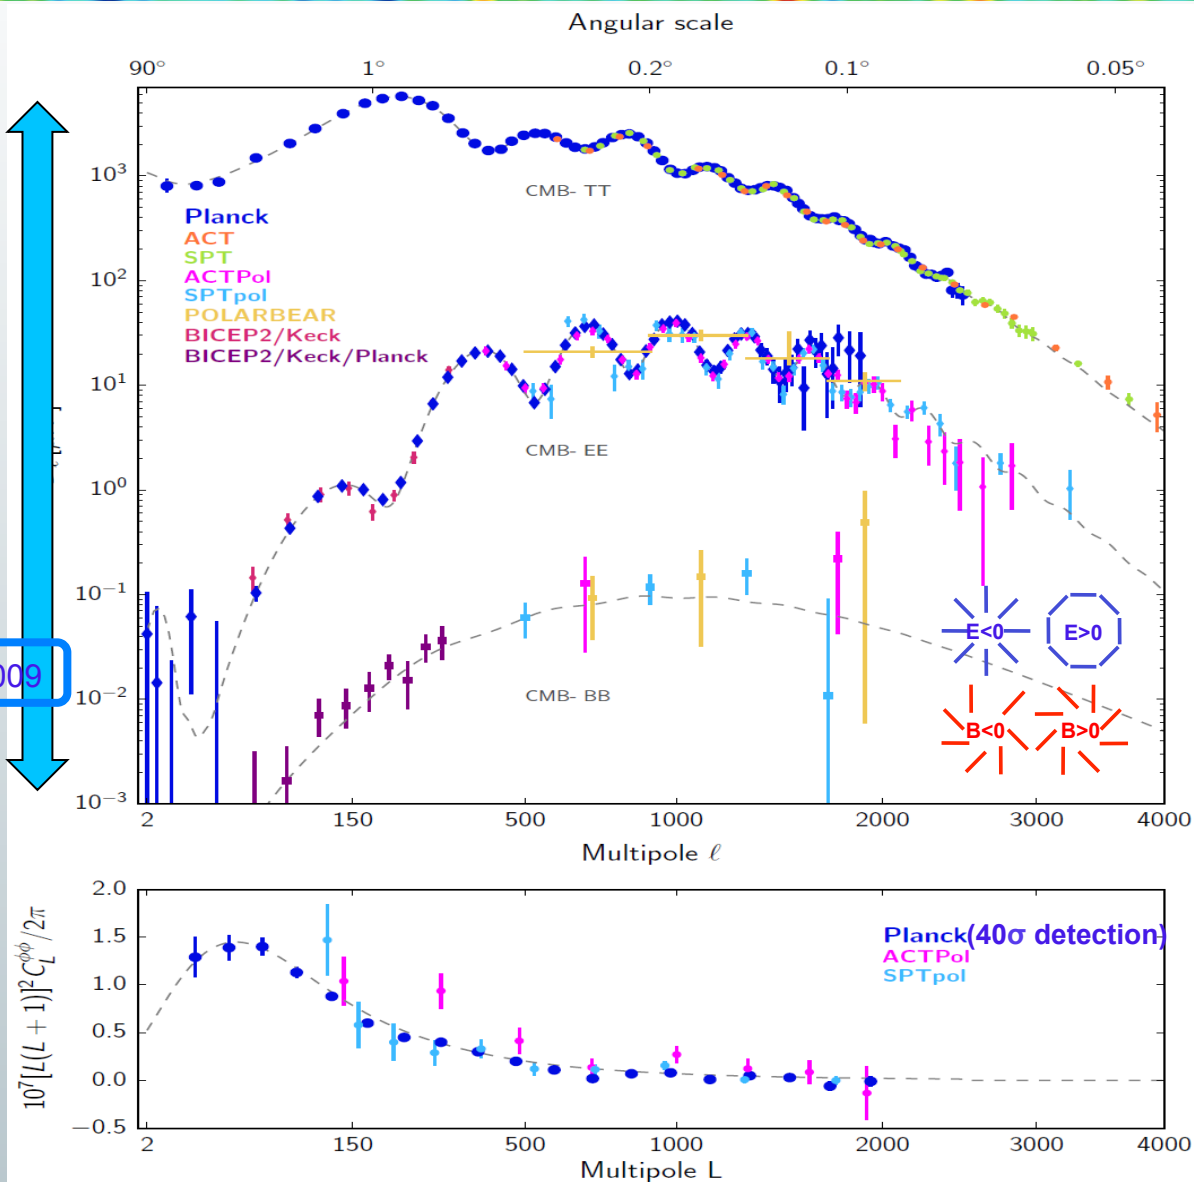 Angular scale
90° 1° 0.2° 0.1° 0.05°
10³
10²
10¹
10⁰
10⁻¹
10⁻²
10⁻³
CMB- TT
Planck
ACT
SPT
ACTPol
SPTpol
POLARBEAR
BICEP2/Keck
BICEP2/Keck/Planck
CMB- EE
CMB- BB
E<0 E>0
B<0 B>0
009
2 150 500 1000 2000 3000 4000
Multipole ℓ
10⁷[L(L + 1)]² C_L^ϕϕ/2π
2.0
1.5
1.0
0.5
0.0
−0.5
Planck(40σ detection)
ACTPol
SPTpol
2 150 500 1000 2000 3000 4000
Multipole L